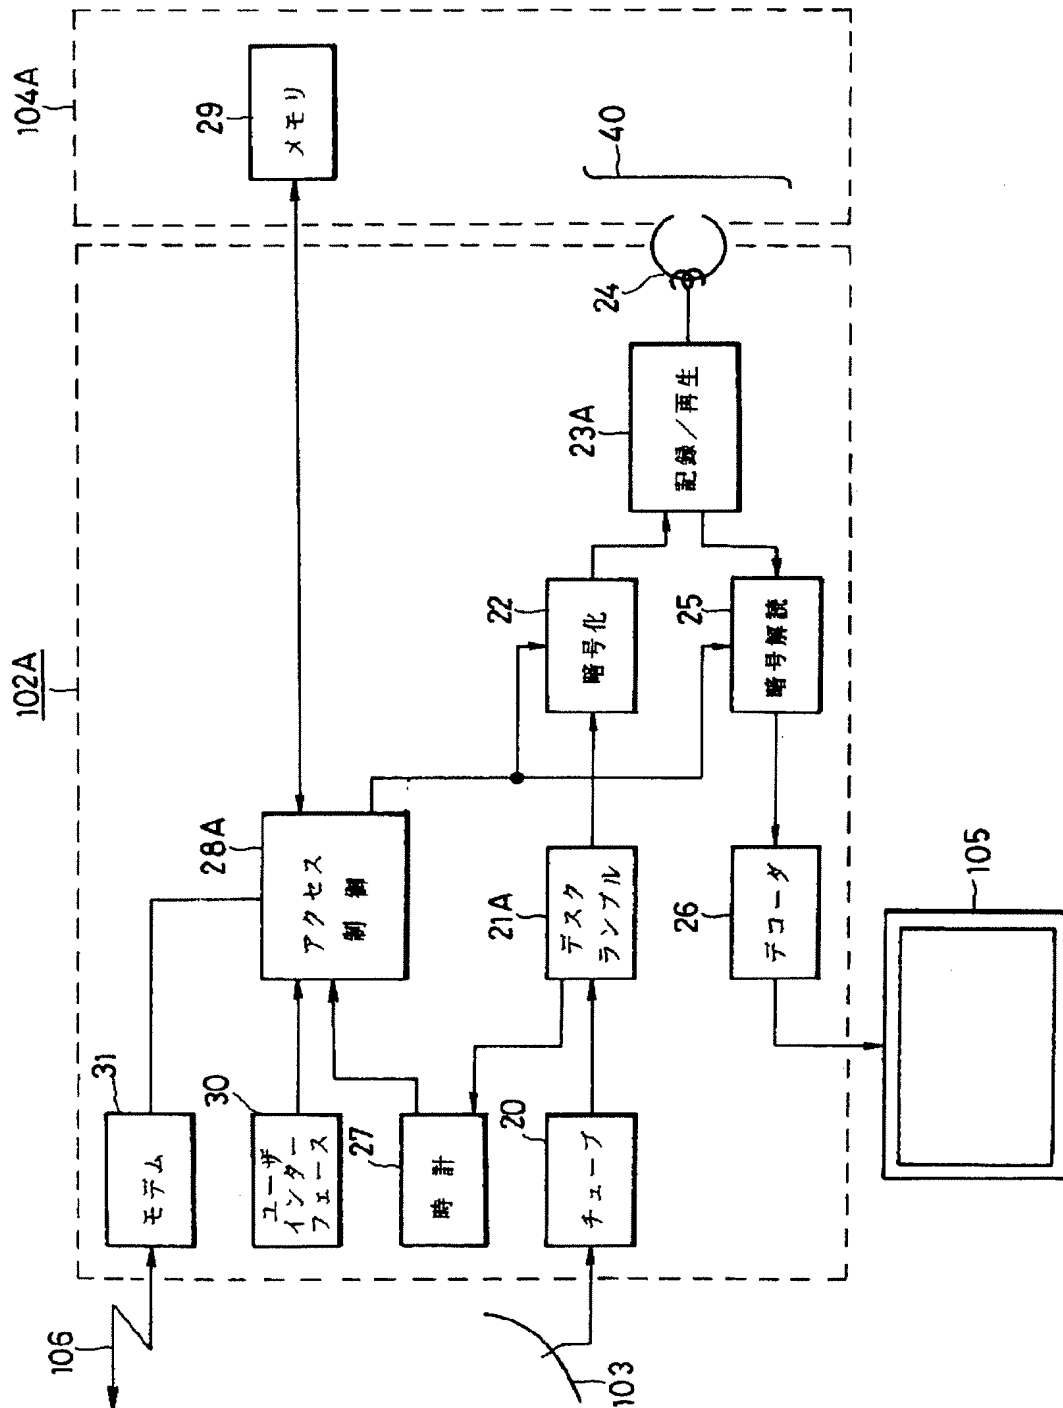 104A
29
メモリ
40
24
102A
23A
記録／再生
22
暗号化
25
暗号解読
28A
アクセス
制御
21A
デスク
ランブル
26
デコーダ
105
31
モデム
30
ユーザ
インター
フェース
27
時計
20
チューブ
106
103